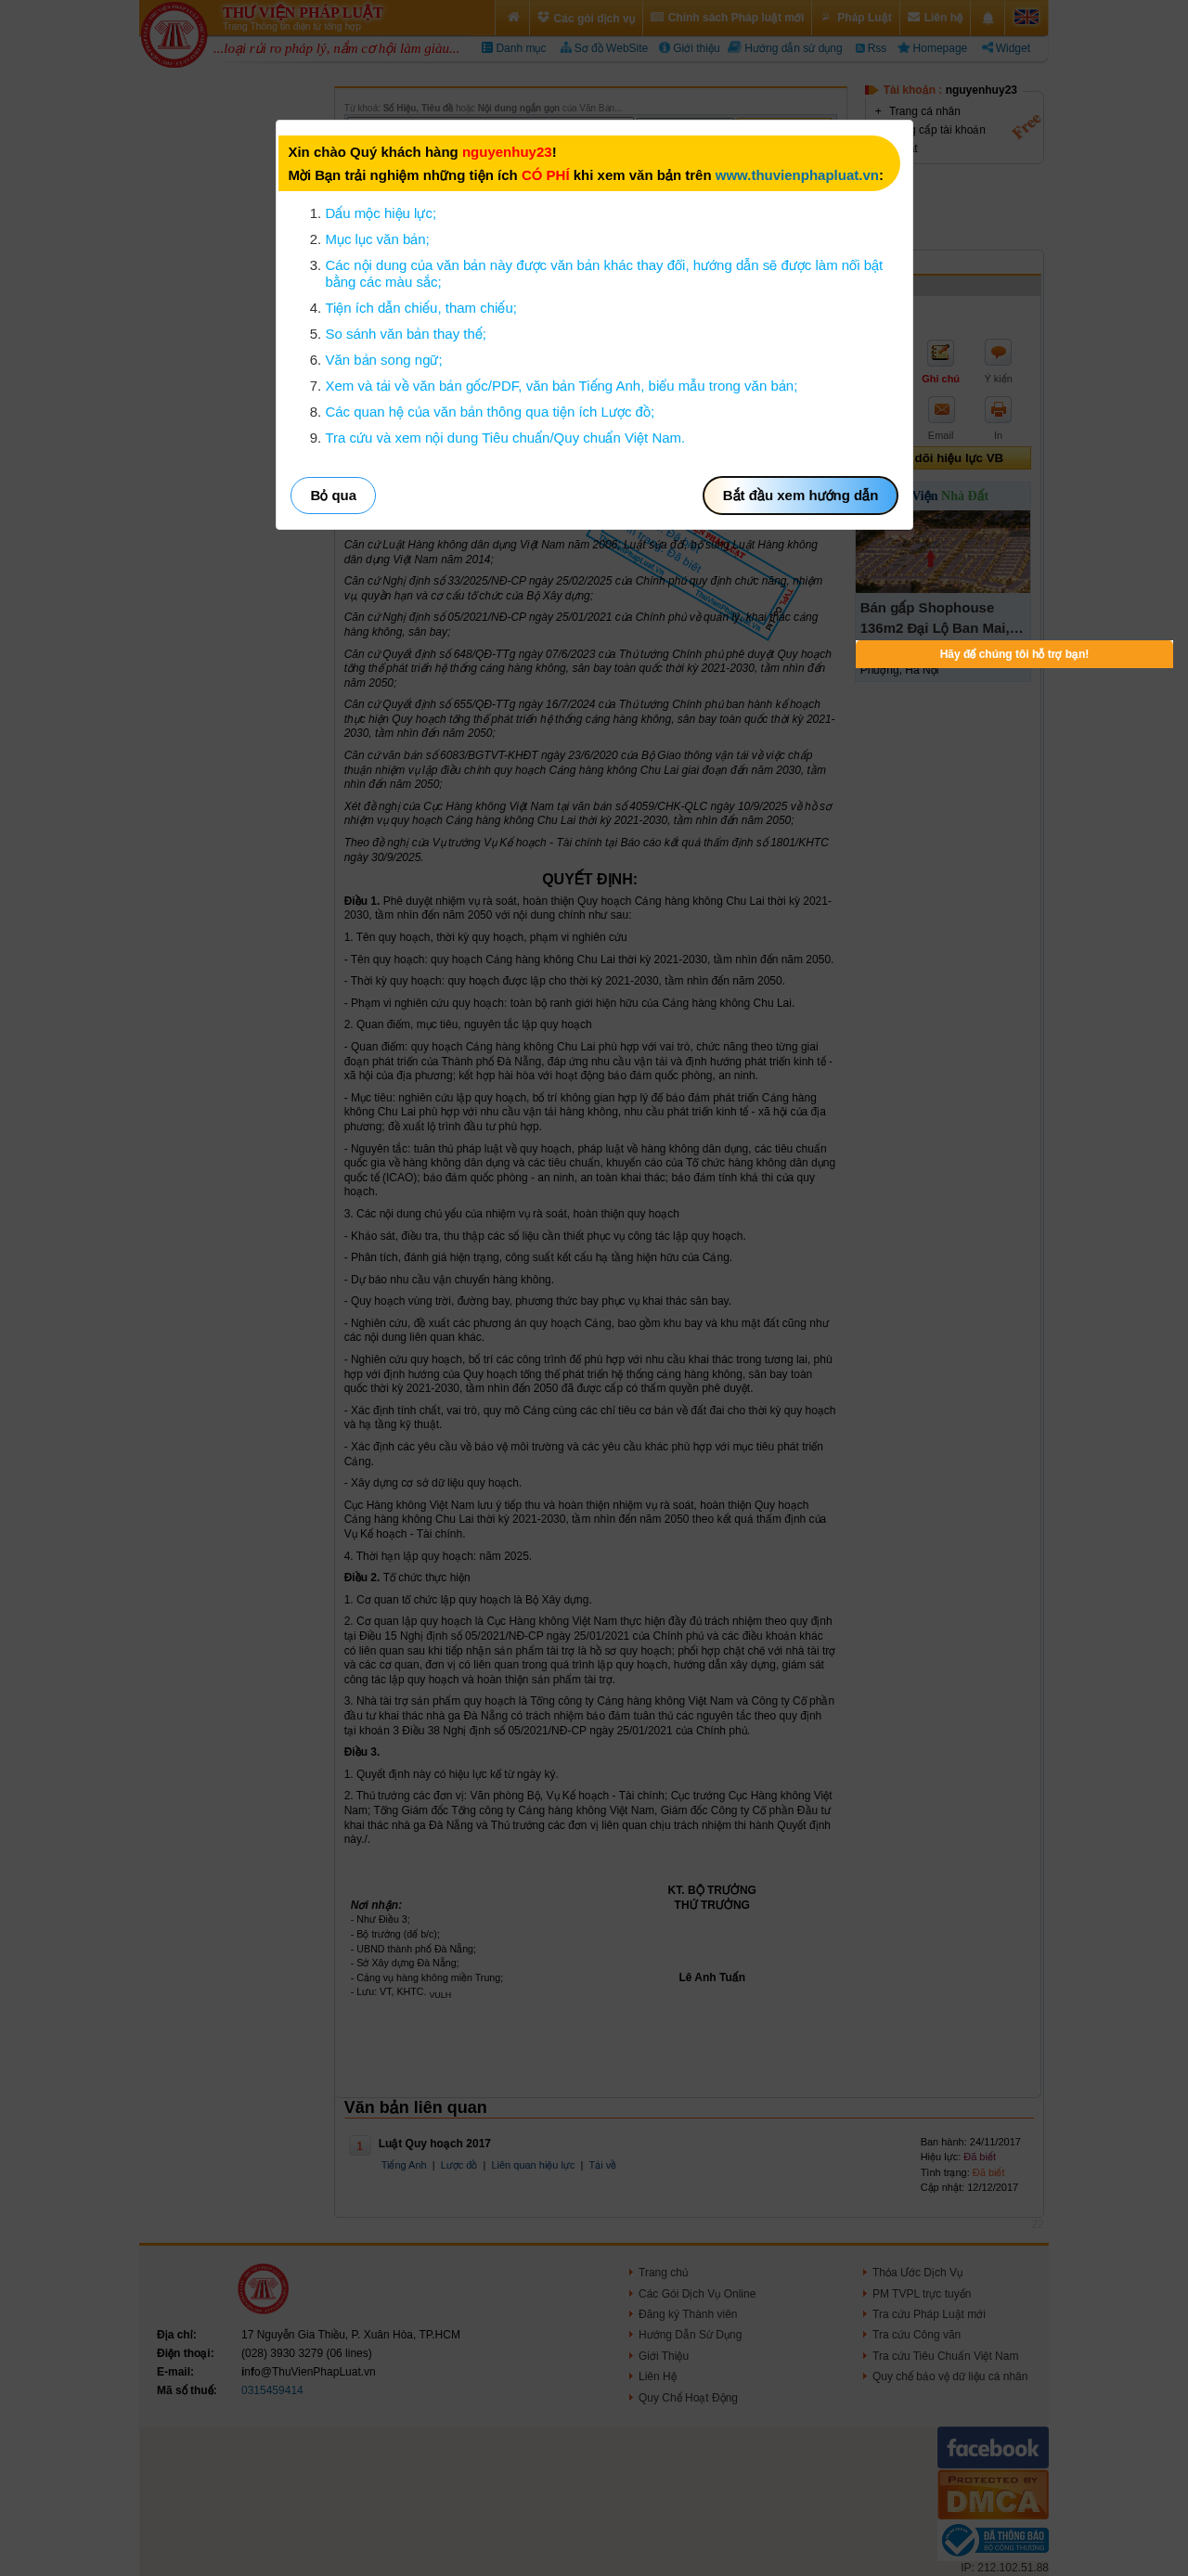 THƯ VIỆN PHÁP LUẬT
Trang Thông tin điện tử tổng hợp
Các gói dịch vụ
Chính sách Pháp luật mới
Pháp Luật
Liên hệ
...loại rủi ro pháp lý, nắm cơ hội làm giàu...
Danh mục
Sơ đồ WebSite
Giới thiệu
Hướng dẫn sử dụng
Rss
Homepage
Widget
Từ khoá: Số Hiệu, Tiêu đề hoặc Nội dung ngắn gọn của Văn Bản...
Tài khoản : nguyenhuy23
+ Trang cá nhân
cấp tài khoản
Free
Xin chào Quý khách hàng nguyenhuy23!
Mời Bạn trải nghiệm những tiện ích CÓ PHÍ khi xem văn bản trên www.thuvienphapluat.vn:
1. Dấu mộc hiệu lực;
2. Mục lục văn bản;
3. Các nội dung của văn bản này được văn bản khác thay đổi, hướng dẫn sẽ được làm nổi bật
bằng các màu sắc;
4. Tiện ích dẫn chiếu, tham chiếu;
5. So sánh văn bản thay thế;
6. Văn bản song ngữ;
7. Xem và tải về văn bản gốc/PDF, văn bản Tiếng Anh, biểu mẫu trong văn bản;
8. Các quan hệ của văn bản thông qua tiện ích Lược đồ;
9. Tra cứu và xem nội dung Tiêu chuẩn/Quy chuẩn Việt Nam.
Bỏ qua
Bắt đầu xem hướng dẫn
Ghi chú
Ý kiến
Email
In
dõi hiệu lực VB
Viện Nhà Đất
Bán gấp Shophouse
136m2 Đại Lộ Ban Mai,...
Hãy để chúng tôi hỗ trợ bạn!
Phượng, Hà Nội
Căn cứ Luật Hàng không dân dụng Việt Nam năm 2006; Luật sửa đổi, bổ sung Luật Hàng không
dân dụng Việt Nam năm 2014;
Căn cứ Nghị định số 33/2025/NĐ-CP ngày 25/02/2025 của Chính phủ quy định chức năng, nhiệm
vụ, quyền hạn và cơ cấu tổ chức của Bộ Xây dựng;
Căn cứ Nghị định số 05/2021/NĐ-CP ngày 25/01/2021 của Chính phủ về quản lý, khai thác cảng
hàng không, sân bay;
Căn cứ Quyết định số 648/QĐ-TTg ngày 07/6/2023 của Thủ tướng Chính phủ phê duyệt Quy hoạch
tổng thể phát triển hệ thống cảng hàng không, sân bay toàn quốc thời kỳ 2021-2030, tầm nhìn đến
năm 2050;
Căn cứ Quyết định số 655/QĐ-TTg ngày 16/7/2024 của Thủ tướng Chính phủ ban hành kế hoạch
thực hiện Quy hoạch tổng thể phát triển hệ thống cảng hàng không, sân bay toàn quốc thời kỳ 2021-
2030, tầm nhìn đến năm 2050;
Căn cứ văn bản số 6083/BGTVT-KHĐT ngày 23/6/2020 của Bộ Giao thông vận tải về việc chấp
thuận nhiệm vụ lập điều chỉnh quy hoạch Cảng hàng không Chu Lai giai đoạn đến năm 2030, tầm
nhìn đến năm 2050;
Xét đề nghị của Cục Hàng không Việt Nam tại văn bản số 4059/CHK-QLC ngày 10/9/2025 về hồ sơ
nhiệm vụ quy hoạch Cảng hàng không Chu Lai thời kỳ 2021-2030, tầm nhìn đến năm 2050;
Theo đề nghị của Vụ trưởng Vụ Kế hoạch - Tài chính tại Báo cáo kết quả thẩm định số 1801/KHTC
ngày 30/9/2025.
QUYẾT ĐỊNH:
Điều 1. Phê duyệt nhiệm vụ rà soát, hoàn thiện Quy hoạch Cảng hàng không Chu Lai thời kỳ 2021-
2030, tầm nhìn đến năm 2050 với nội dung chính như sau:
1. Tên quy hoạch, thời kỳ quy hoạch, phạm vi nghiên cứu
- Tên quy hoạch: quy hoạch Cảng hàng không Chu Lai thời kỳ 2021-2030, tầm nhìn đến năm 2050.
- Thời kỳ quy hoạch: quy hoạch được lập cho thời kỳ 2021-2030, tầm nhìn đến năm 2050.
- Phạm vi nghiên cứu quy hoạch: toàn bộ ranh giới hiện hữu của Cảng hàng không Chu Lai.
2. Quan điểm, mục tiêu, nguyên tắc lập quy hoạch
- Quan điểm: quy hoạch Cảng hàng không Chu Lai phù hợp với vai trò, chức năng theo từng giai
đoạn phát triển của Thành phố Đà Nẵng, đáp ứng nhu cầu vận tải và định hướng phát triển kinh tế -
xã hội của địa phương; kết hợp hài hòa với hoạt động bảo đảm quốc phòng, an ninh.
- Mục tiêu: nghiên cứu lập quy hoạch, bố trí không gian hợp lý để bảo đảm phát triển Cảng hàng
không Chu Lai phù hợp với nhu cầu vận tải hàng không, nhu cầu phát triển kinh tế - xã hội của địa
phương; đề xuất lộ trình đầu tư phù hợp.
- Nguyên tắc: tuân thủ pháp luật về quy hoạch, pháp luật về hàng không dân dụng, các tiêu chuẩn
quốc gia về hàng không dân dụng và các tiêu chuẩn, khuyến cáo của Tổ chức hàng không dân dụng
quốc tế (ICAO); bảo đảm quốc phòng - an ninh, an toàn khai thác; bảo đảm tính khả thi của quy
hoạch.
3. Các nội dung chủ yếu của nhiệm vụ rà soát, hoàn thiện quy hoạch
- Khảo sát, điều tra, thu thập các số liệu cần thiết phục vụ công tác lập quy hoạch.
- Phân tích, đánh giá hiện trạng, công suất kết cấu hạ tầng hiện hữu của Cảng.
- Dự báo nhu cầu vận chuyển hàng không.
- Quy hoạch vùng trời, đường bay, phương thức bay phục vụ khai thác sân bay.
- Nghiên cứu, đề xuất các phương án quy hoạch Cảng, bao gồm khu bay và khu mặt đất cũng như
các nội dung liên quan khác.
- Nghiên cứu quy hoạch, bố trí các công trình để phù hợp với nhu cầu khai thác trong tương lai, phù
hợp với định hướng của Quy hoạch tổng thể phát triển hệ thống cảng hàng không, sân bay toàn
quốc thời kỳ 2021-2030, tầm nhìn đến 2050 đã được cấp có thẩm quyền phê duyệt.
- Xác định tính chất, vai trò, quy mô Cảng cùng các chỉ tiêu cơ bản về đất đai cho thời kỳ quy hoạch
và hạ tầng kỹ thuật.
- Xác định các yêu cầu về bảo vệ môi trường và các yêu cầu khác phù hợp với mục tiêu phát triển
Cảng.
- Xây dựng cơ sở dữ liệu quy hoạch.
Cục Hàng không Việt Nam lưu ý tiếp thu và hoàn thiện nhiệm vụ rà soát, hoàn thiện Quy hoạch
Cảng hàng không Chu Lai thời kỳ 2021-2030, tầm nhìn đến năm 2050 theo kết quả thẩm định của
Vụ Kế hoạch - Tài chính.
4. Thời hạn lập quy hoạch: năm 2025.
Điều 2. Tổ chức thực hiện
1. Cơ quan tổ chức lập quy hoạch là Bộ Xây dựng.
2. Cơ quan lập quy hoạch là Cục Hàng không Việt Nam thực hiện đầy đủ trách nhiệm theo quy định
tại Điều 15 Nghị định số 05/2021/NĐ-CP ngày 25/01/2021 của Chính phủ và các điều khoản khác
có liên quan sau khi tiếp nhận sản phẩm tài trợ là hồ sơ quy hoạch; phối hợp chặt chẽ với nhà tài trợ
và các cơ quan, đơn vị có liên quan trong quá trình lập quy hoạch, hướng dẫn xây dựng, giám sát
công tác lập quy hoạch và hoàn thiện sản phẩm tài trợ.
3. Nhà tài trợ sản phẩm quy hoạch là Tổng công ty Cảng hàng không Việt Nam và Công ty Cổ phần
đầu tư khai thác nhà ga Đà Nẵng có trách nhiệm bảo đảm tuân thủ các nguyên tắc theo quy định
tại khoản 3 Điều 38 Nghị định số 05/2021/NĐ-CP ngày 25/01/2021 của Chính phủ.
Điều 3.
1. Quyết định này có hiệu lực kể từ ngày ký.
2. Thủ trưởng các đơn vị: Văn phòng Bộ, Vụ Kế hoạch - Tài chính; Cục trưởng Cục Hàng không Việt
Nam; Tổng Giám đốc Tổng công ty Cảng hàng không Việt Nam, Giám đốc Công ty Cổ phần Đầu tư
khai thác nhà ga Đà Nẵng và Thủ trưởng các đơn vị liên quan chịu trách nhiệm thi hành Quyết định
này./.
Nơi nhận:
- Như Điều 3;
- Bộ trưởng (để b/c);
- UBND thành phố Đà Nẵng;
- Sở Xây dựng Đà Nẵng;
- Cảng vụ hàng không miền Trung;
- Lưu: VT, KHTC. VULH
KT. BỘ TRƯỞNG
THỨ TRƯỞNG
Lê Anh Tuấn
Văn bản liên quan
1
Luật Quy hoạch 2017
Tiếng Anh | Lược đồ | Liên quan hiệu lực | Tải về
Ban hành: 24/11/2017
Hiệu lực: Đã biết
Tình trạng: Đã biết
Cập nhật: 12/12/2017
Địa chỉ: 17 Nguyễn Gia Thiều, P. Xuân Hòa, TP.HCM
Điện thoại: (028) 3930 3279 (06 lines)
E-mail: info@ThuVienPhapLuat.vn
Mã số thuế: 0315459414
Trang chủ
Các Gói Dịch Vụ Online
Đăng ký Thành viên
Hướng Dẫn Sử Dụng
Giới Thiệu
Liên Hệ
Quy Chế Hoạt Động
Thỏa Ước Dịch Vụ
PM TVPL trực tuyến
Tra cứu Pháp Luật mới
Tra cứu Công văn
Tra cứu Tiêu Chuẩn Việt Nam
Quy chế bảo vệ dữ liệu cá nhân
facebook
PROTECTED BY
DMCA
ĐÃ THÔNG BÁO
BỘ CÔNG THƯƠNG
IP: 212.102.51.88